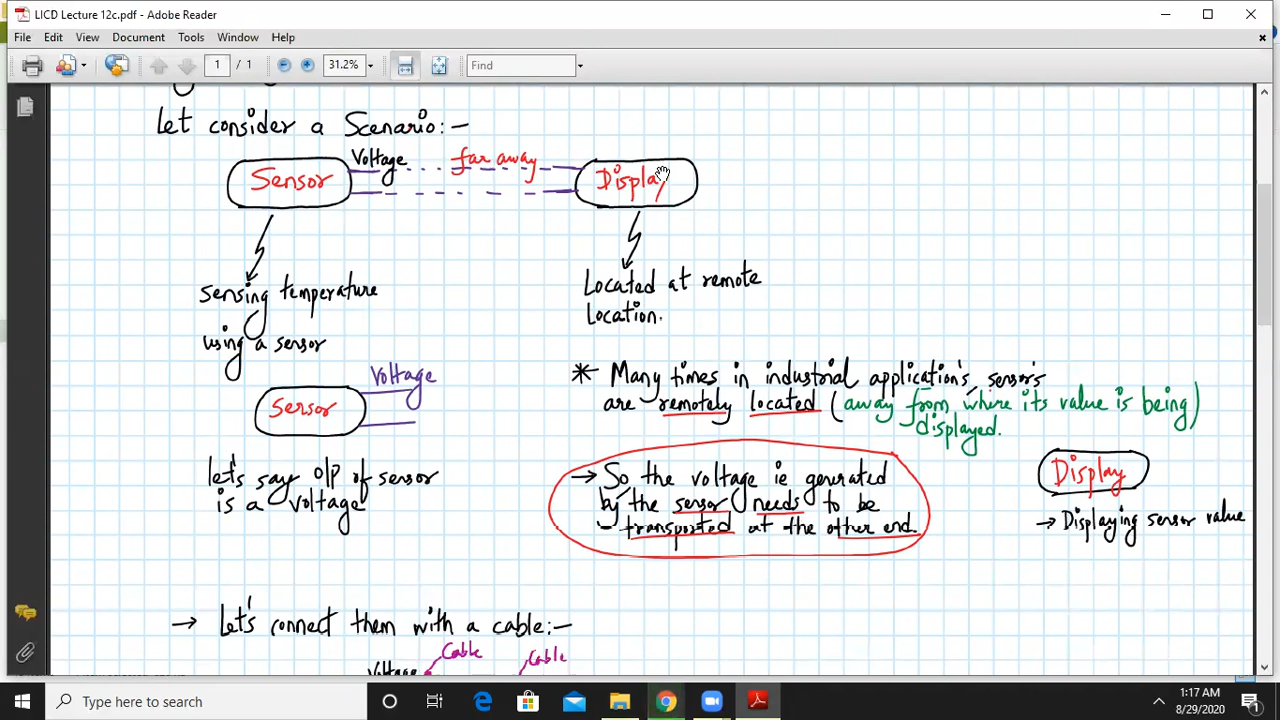 LICD Lecture 12c.pdf - Adobe Reader
File Edit View Document Tools Window Help
1 / 1 31.2% Find
Let consider a Scenario:-
Sensor Voltage far away Display
sensing temperature
using a sensor
Located at remote
location.
Sensor Voltage
let's say O/P of sensor
is a voltage
* Many times in industrial application's, sensor's
are remotely located (away from where its value is being
displayed.)
→ So the voltage ie generated
by the sensor needs to be
transported at the other end.
Display
→ Displaying sensor value
→ Let's connect them with a cable:-
Cable Cable
Voltage
Type here to search
1:17 AM
8/29/2020
1